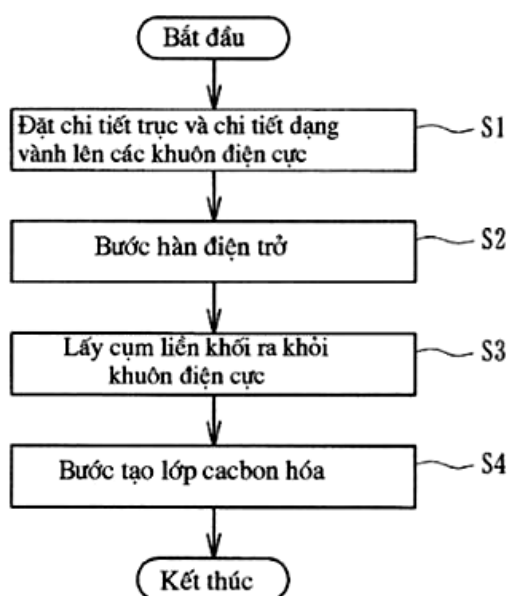 Bắt đầu
Đặt chi tiết trục và chi tiết dạng
vành lên các khuôn điện cực
S1
Bước hàn điện trở
S2
Lấy cụm liền khối ra khỏi
khuôn điện cực
S3
Bước tạo lớp cacbon hóa
S4
Kết thúc